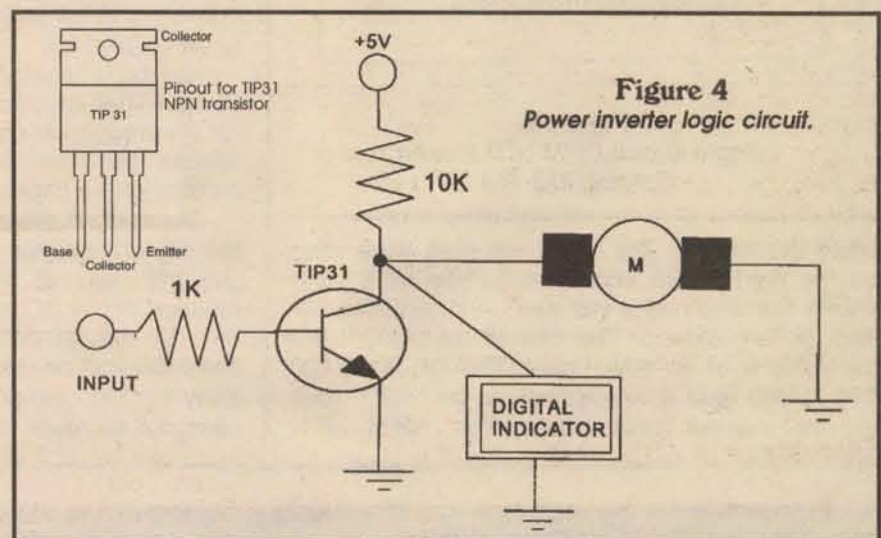 Collector
Pinout for TIP31
NPN transistor
TIP 31
Base
Collector
Emitter
+5V
Figure 4
Power inverter logic circuit.
10K
TIP31
M
1K
INPUT
DIGITAL
INDICATOR